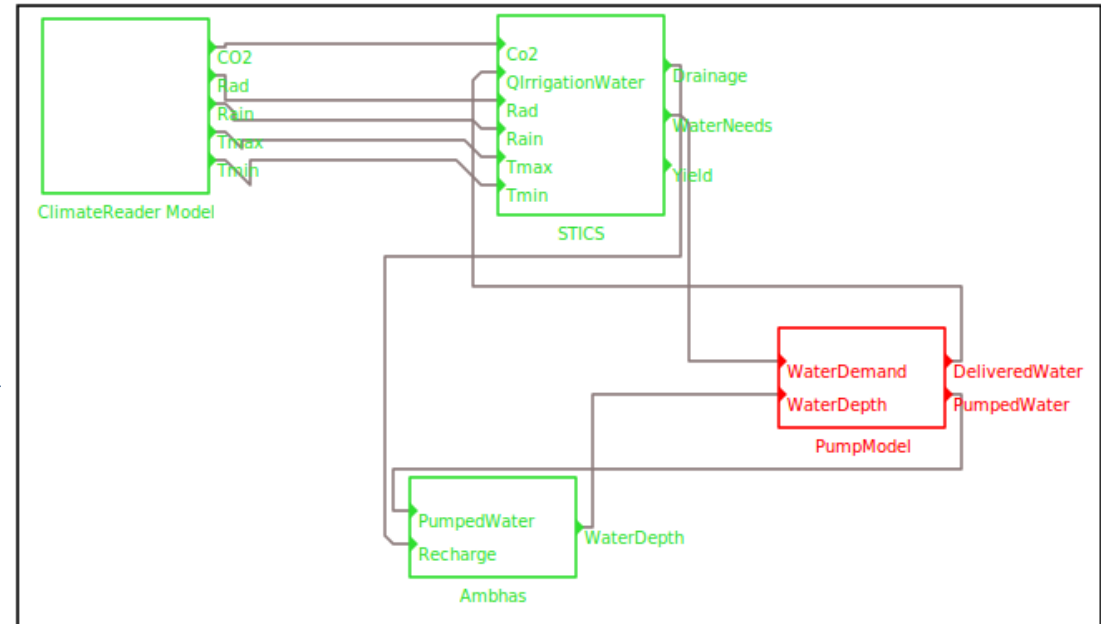 CO2
Rad
Rain
Tmax
Tmin
ClimateReader Model
Co2
QIrrigationWater
Rad
Rain
Tmax
Tmin
Drainage
WaterNeeds
Yield
STICS
WaterDemand
WaterDepth
DeliveredWater
PumpedWater
PumpModel
PumpedWater
Recharge
WaterDepth
Ambhas